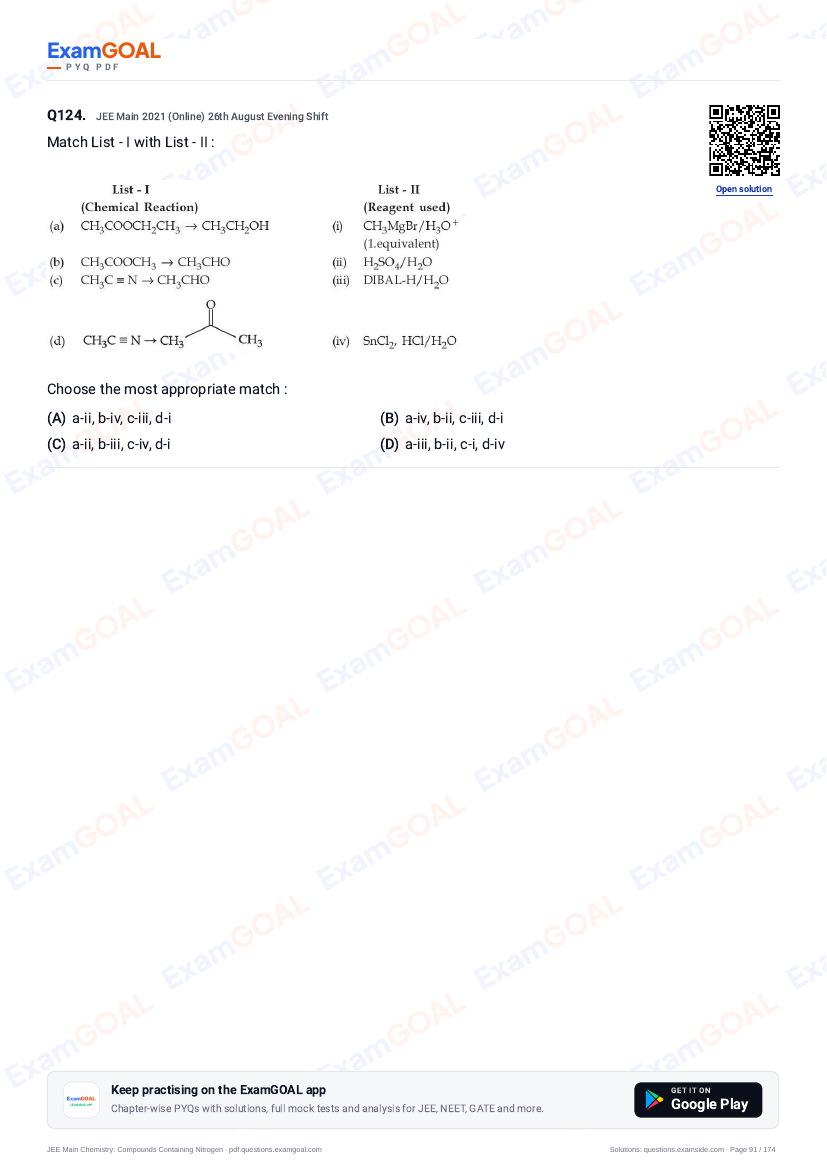 ExamGOAL
PYQ PDF
Q124. JEE Main 2021 (Online) 26th August Evening Shift
Match List - I with List - II :
Open solution
List - I List - II
(Chemical Reaction) (Reagent used)
(a) CH₃COOCH₂CH₃ → CH₃CH₂OH (i) CH₃MgBr/H₃O⁺
(1.equivalent)
(b) CH₃COOCH₃ → CH₃CHO (ii) H₂SO₄/H₂O
(c) CH₃C ≡ N → CH₃CHO (iii) DIBAL-H/H₂O
O
(d) CH₃C ≡ N → CH₃ CH₃ (iv) SnCl₂, HCl/H₂O
Choose the most appropriate match :
(A) a-ii, b-iv, c-iii, d-i (B) a-iv, b-ii, c-iii, d-i
(C) a-ii, b-iii, c-iv, d-i (D) a-iii, b-ii, c-i, d-iv
Keep practising on the ExamGOAL app
Chapter-wise PYQs with solutions, full mock tests and analysis for JEE, NEET, GATE and more.
GET IT ON
Google Play
JEE Main Chemistry: Compounds Containing Nitrogen · pdf.questions.examgoal.com Solutions: questions.examside.com · Page 91 / 174